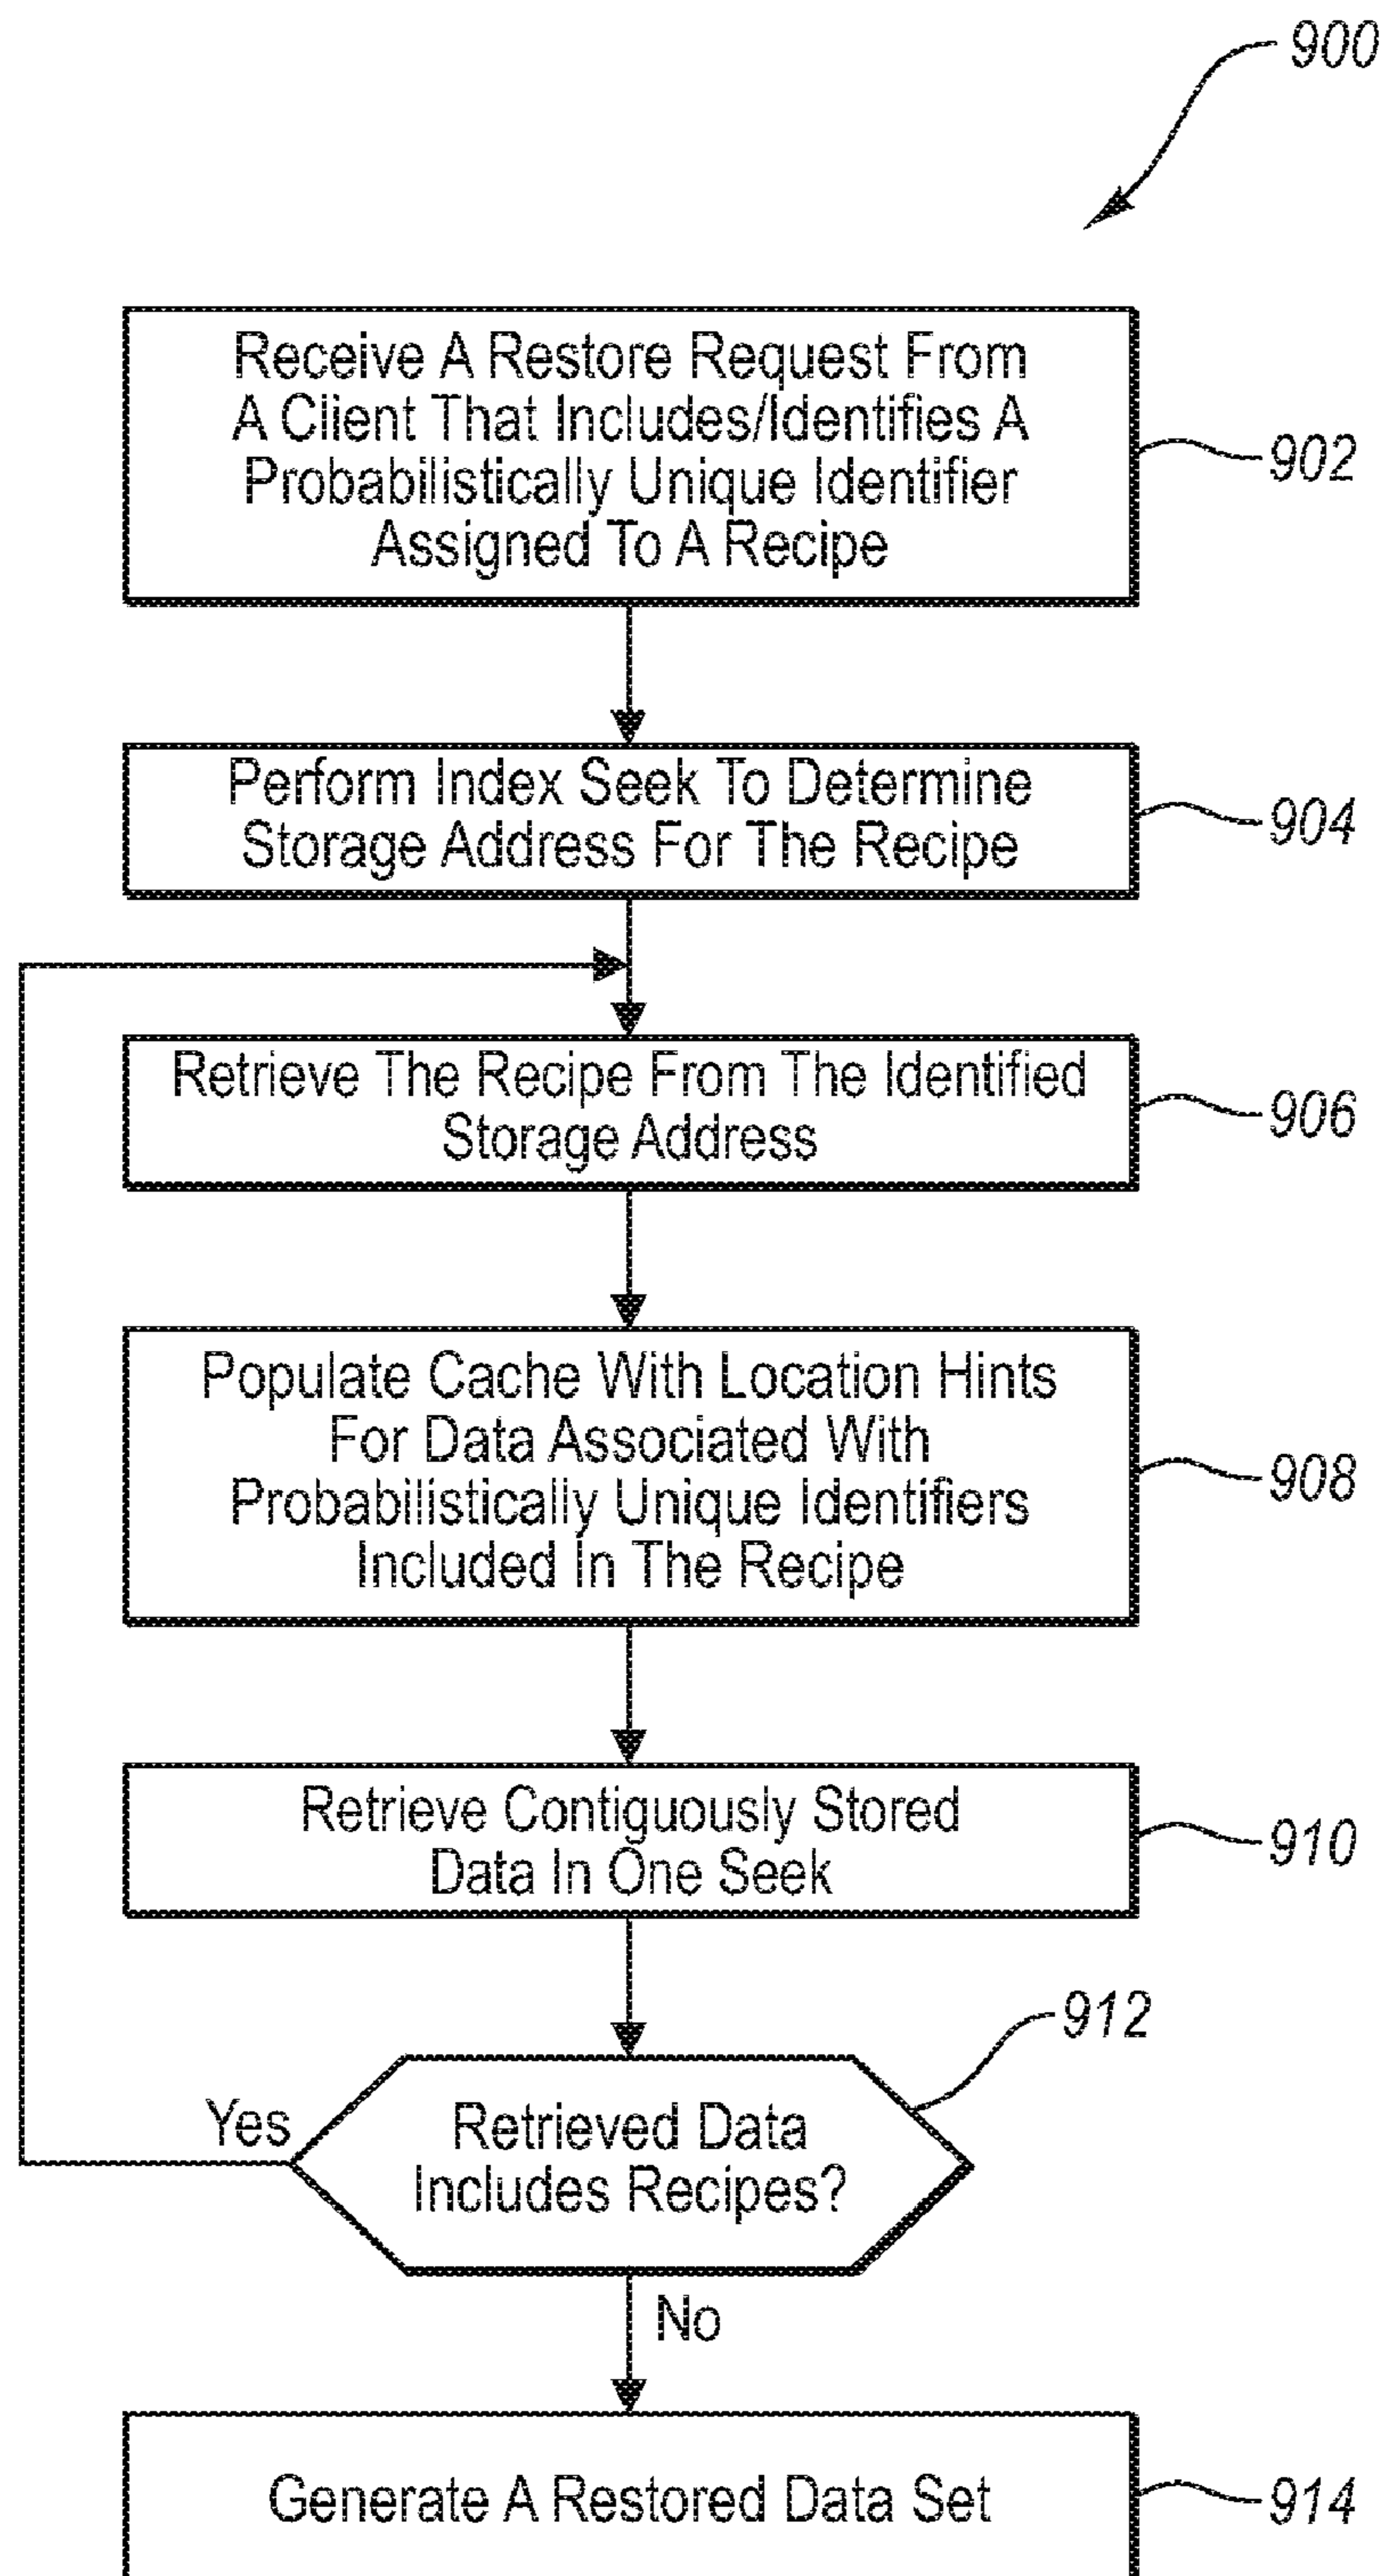 900
Receive A Restore Request From
A Client That Includes/Identifies A
Probabilistically Unique Identifier
Assigned To A Recipe
902
Perform Index Seek To Determine
Storage Address For The Recipe
904
Retrieve The Recipe From The Identified
Storage Address
906
Populate Cache With Location Hints
For Data Associated With
Probabilistically Unique Identifiers
Included In The Recipe
908
Retrieve Contiguously Stored
Data In One Seek
910
912
Yes
Retrieved Data
Includes Recipes?
No
Generate A Restored Data Set
914